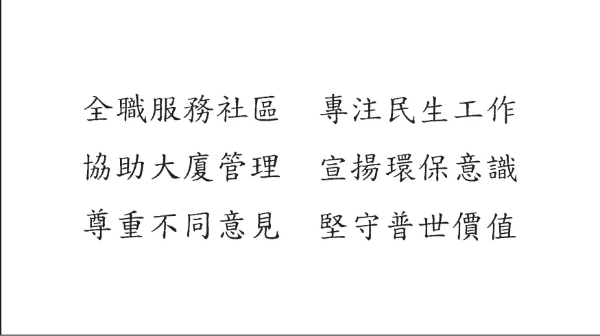 全職服務社區　專注民生工作
協助大廈管理　宣揚環保意識
尊重不同意見　堅守普世價值